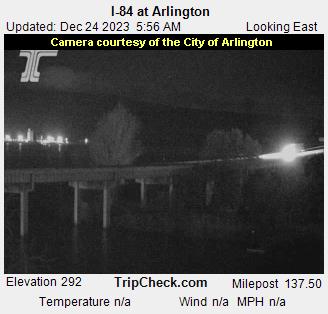 I-84 at Arlington
Updated: Dec 24 2023 5:56 AM Looking East
Camera courtesy of the City of Arlington
Elevation 292 TripCheck.com Milepost 137.50
Temperature n/a Wind n/a MPH n/a